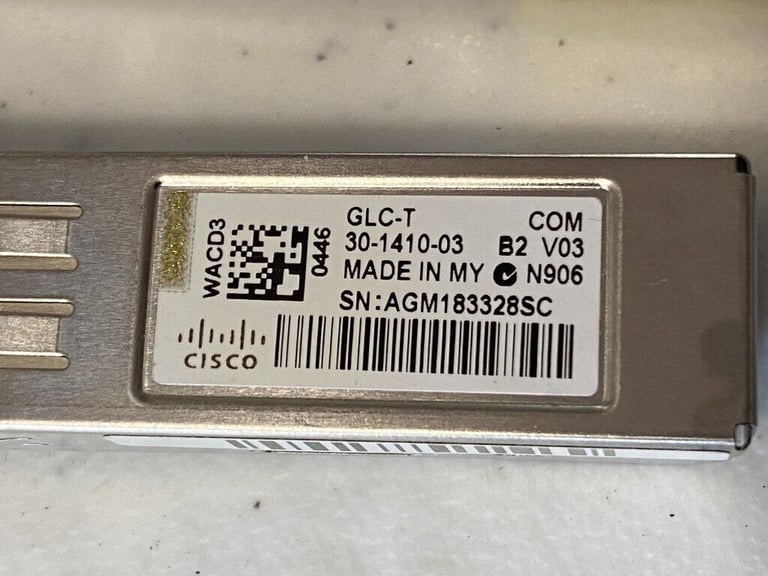 WACD3
0446
GLC-T COM
30-1410-03 B2 V03
MADE IN MY N906
SN:AGM183328SC
CISCO